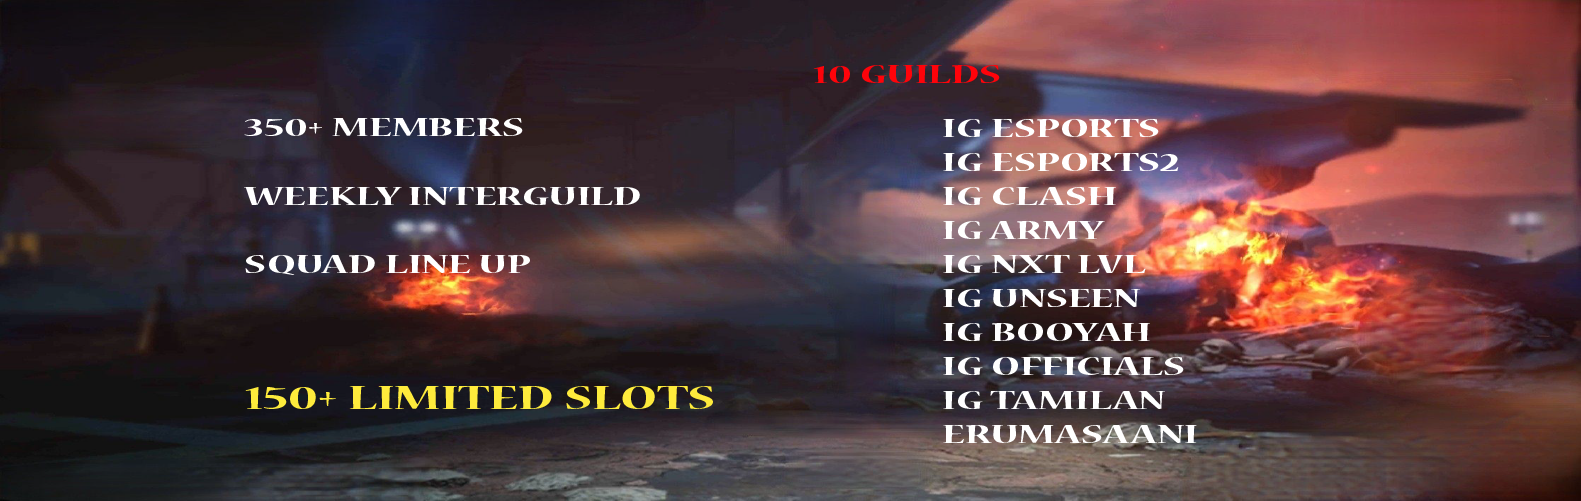 350+ MEMBERS
WEEKLY INTERGUILD
SQUAD LINE UP
150+ LIMITED SLOTS
10 GUILDS
IG ESPORTS
IG ESPORTS2
IG CLASH
IG ARMY
IG NXT LVL
IG UNSEEN
IG BOOYAH
IG OFFICIALS
IG TAMILAN
ERUMASAANI